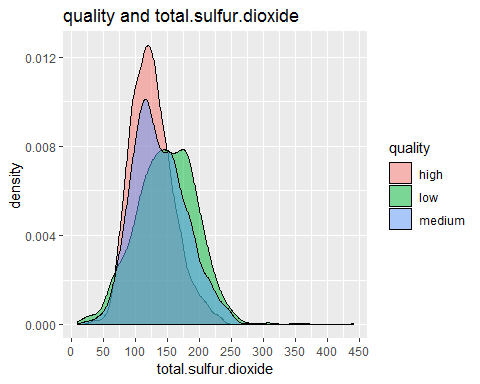 quality and total.sulfur.dioxide
0.012
0.008
0.004
0.000
density
0 50 100 150 200 250 300 350 400 450
total.sulfur.dioxide
quality
high
low
medium